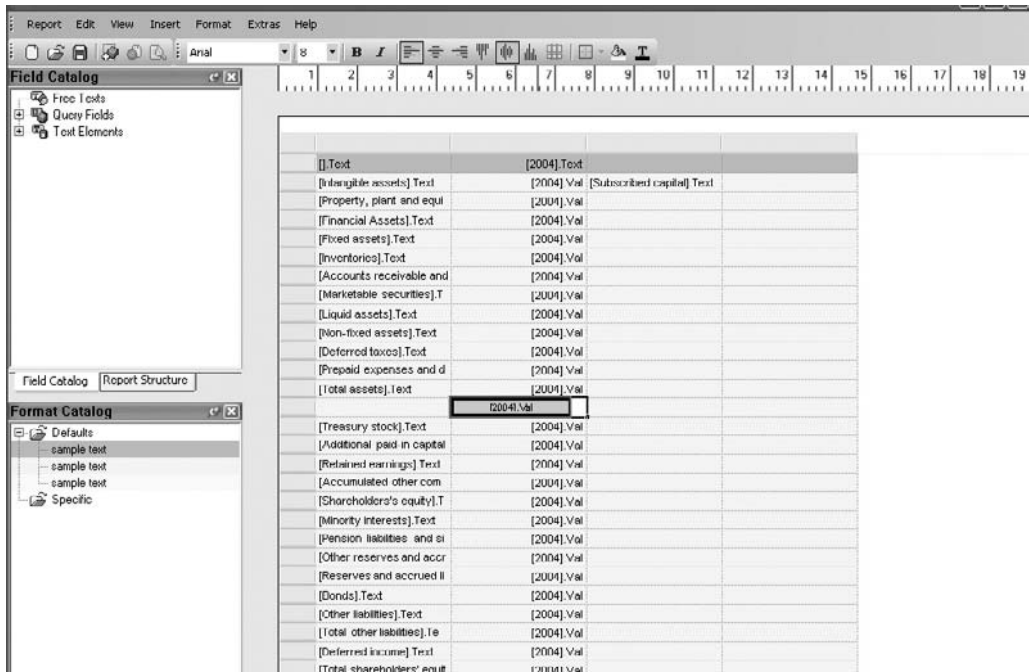 Report Edit View Insert Format Extras Help
Arial 8 B I T
Field Catalog
1 2 3 4 5 6 7 8 9 10 11 12 13 14 15 16 17 18 19
Free Texts
Query Fields
Text Elements
[].Text [2004].Text
[Intangible assets].Text [2004].Val [Subscribed capital].Text
[Property, plant and equi [2004].Val
[Financial Assets].Text [2004].Val
[Fixed assets].Text [2004].Val
[Inventories].Text [2004].Val
[Accounts receivable and [2004].Val
[Marketable securities].T [2004].Val
[Liquid assets].Text [2004].Val
[Non-fixed assets].Text [2004].Val
[Deferred taxes].Text [2004].Val
[Prepaid expenses and d [2004].Val
[Total assets].Text [2004].Val
[2004].Val
[Treasury stock].Text [2004].Val
[Additional paid-in capital [2004].Val
[Retained earnings].Text [2004].Val
[Accumulated other com [2004].Val
[Shareholders's equity].T [2004].Val
[Minority interests].Text [2004].Val
[Pension liabilities and si [2004].Val
[Other reserves and accr [2004].Val
[Reserves and accrued li [2004].Val
[Bonds].Text [2004].Val
[Other liabilities].Text [2004].Val
[Total other liabilities].Te [2004].Val
[Deferred income].Text [2004].Val
[Total shareholders' equit [2004].Val
Field Catalog Report Structure
Format Catalog
Defaults
sample text
sample text
sample text
Specific